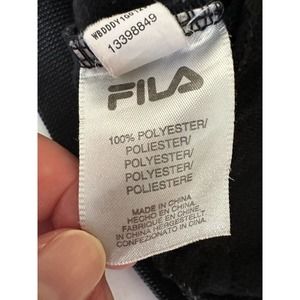 13398849
FILA
100% POLYESTER/
POLIESTER/
POLYESTER/
POLYESTER/
POLIESTERE
MADE IN CHINA
HECHO EN CHINA
FABRIQUE EN CHINE
IN CHINA HERGESTELLT
CONFEZIONATO IN CINA